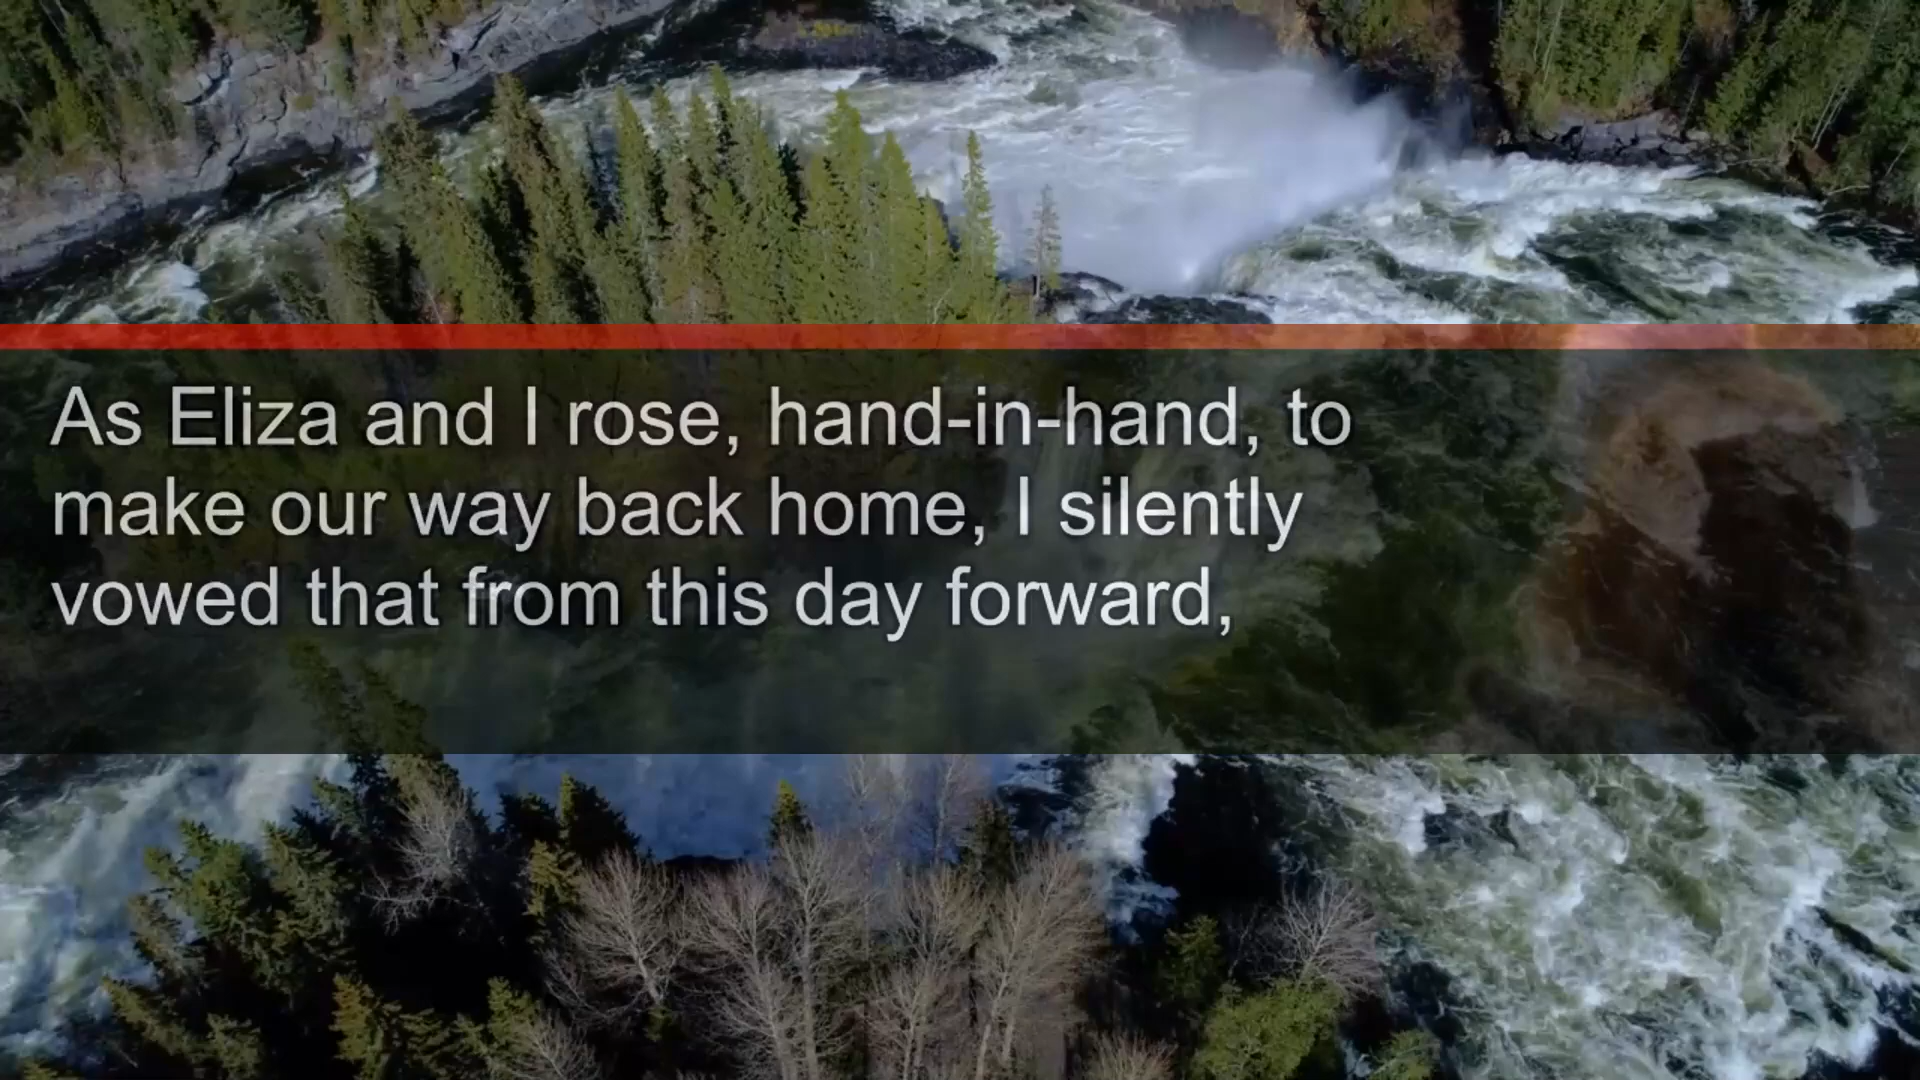 As Eliza and I rose, hand-in-hand, to
make our way back home, I silently
vowed that from this day forward,